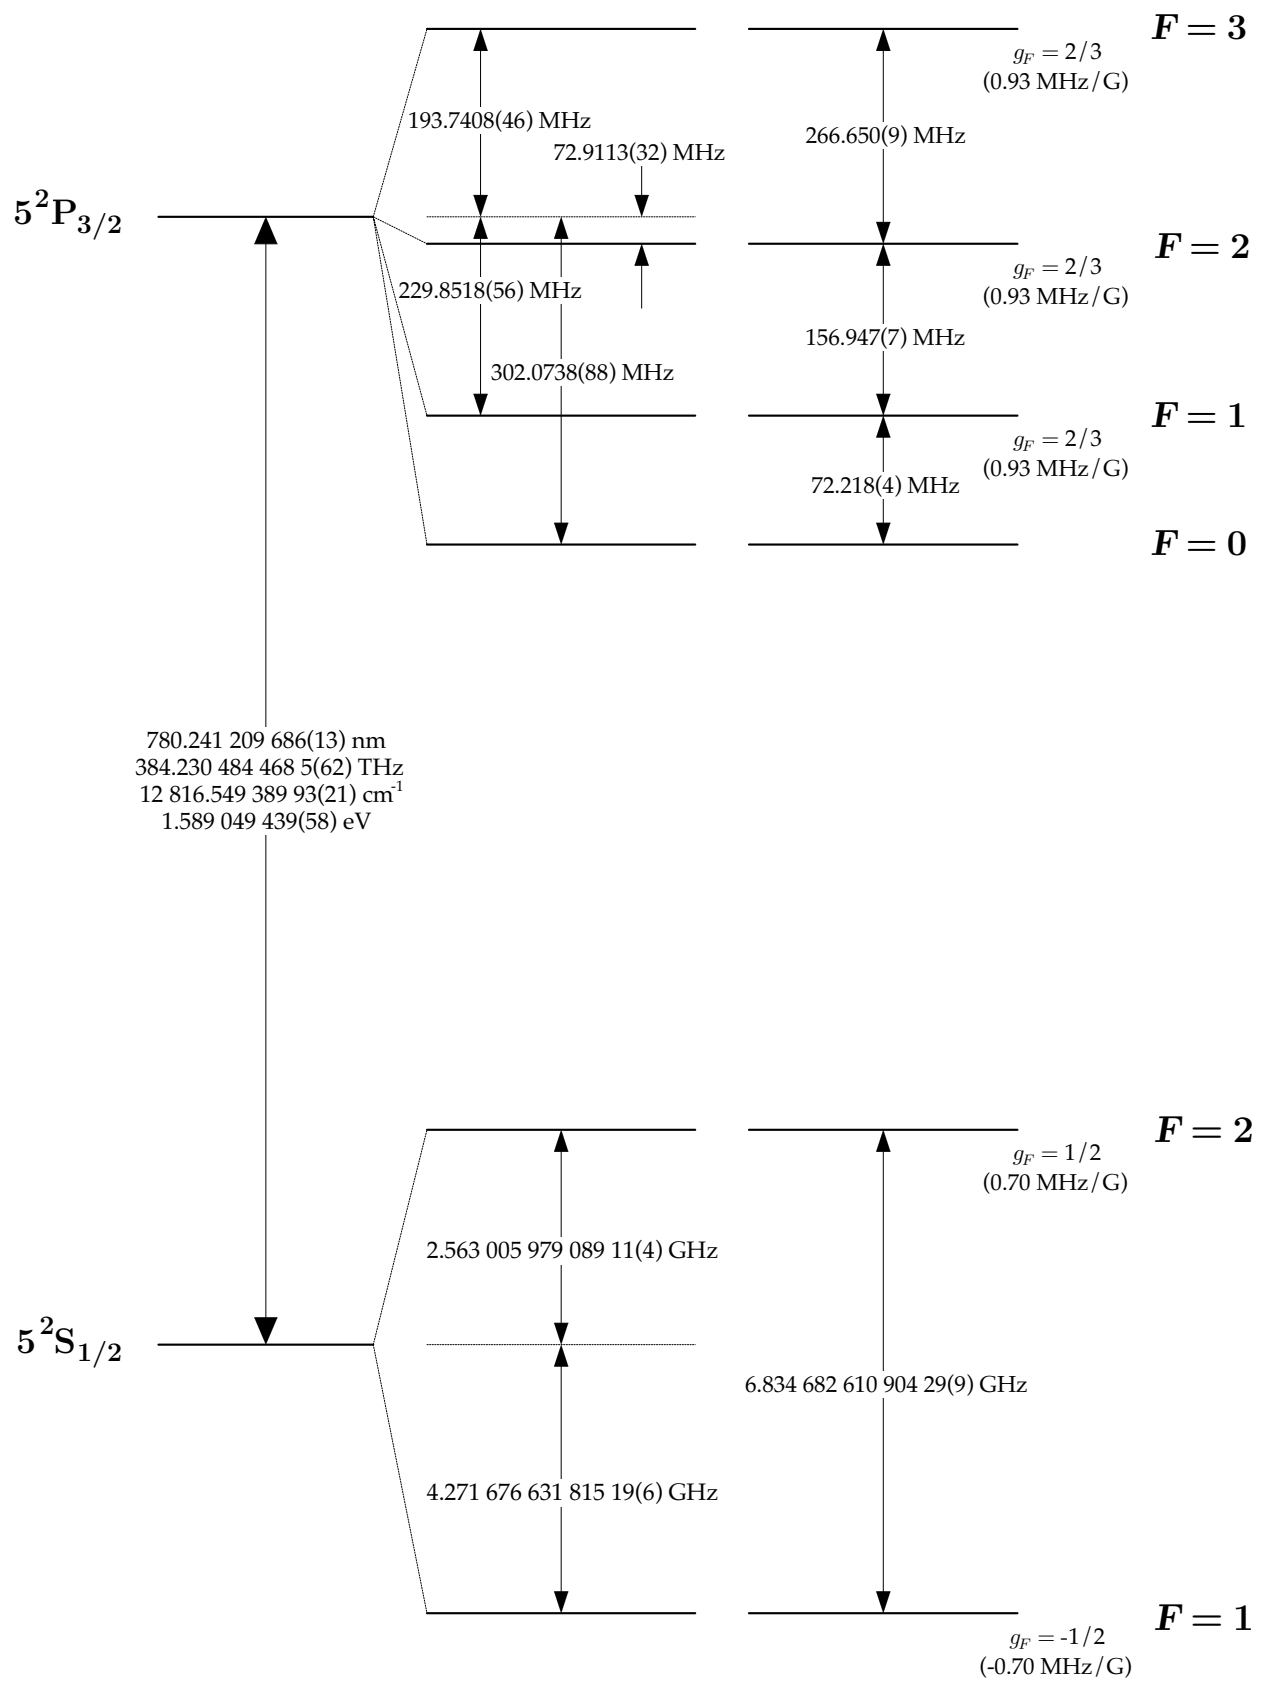 F = 3
g_F = 2/3
(0.93 MHz/G)
193.7408(46) MHz
266.650(9) MHz
72.9113(32) MHz
5²P₃/₂
F = 2
g_F = 2/3
(0.93 MHz/G)
229.8518(56) MHz
156.947(7) MHz
302.0738(88) MHz
F = 1
g_F = 2/3
(0.93 MHz/G)
72.218(4) MHz
F = 0
780.241 209 686(13) nm
384.230 484 468 5(62) THz
12 816.549 389 93(21) cm⁻¹
1.589 049 439(58) eV
F = 2
g_F = 1/2
(0.70 MHz/G)
2.563 005 979 089 11(4) GHz
5²S₁/₂
6.834 682 610 904 29(9) GHz
4.271 676 631 815 19(6) GHz
F = 1
g_F = -1/2
(-0.70 MHz/G)